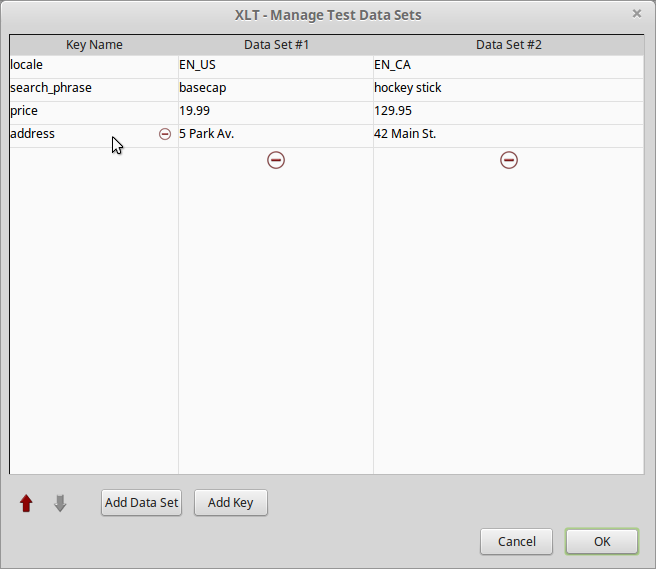 XLT - Manage Test Data Sets
Key Name Data Set #1 Data Set #2
locale EN_US EN_CA
search_phrase basecap hockey stick
price 19.99 129.95
address 5 Park Av. 42 Main St.
Add Data Set Add Key
Cancel OK